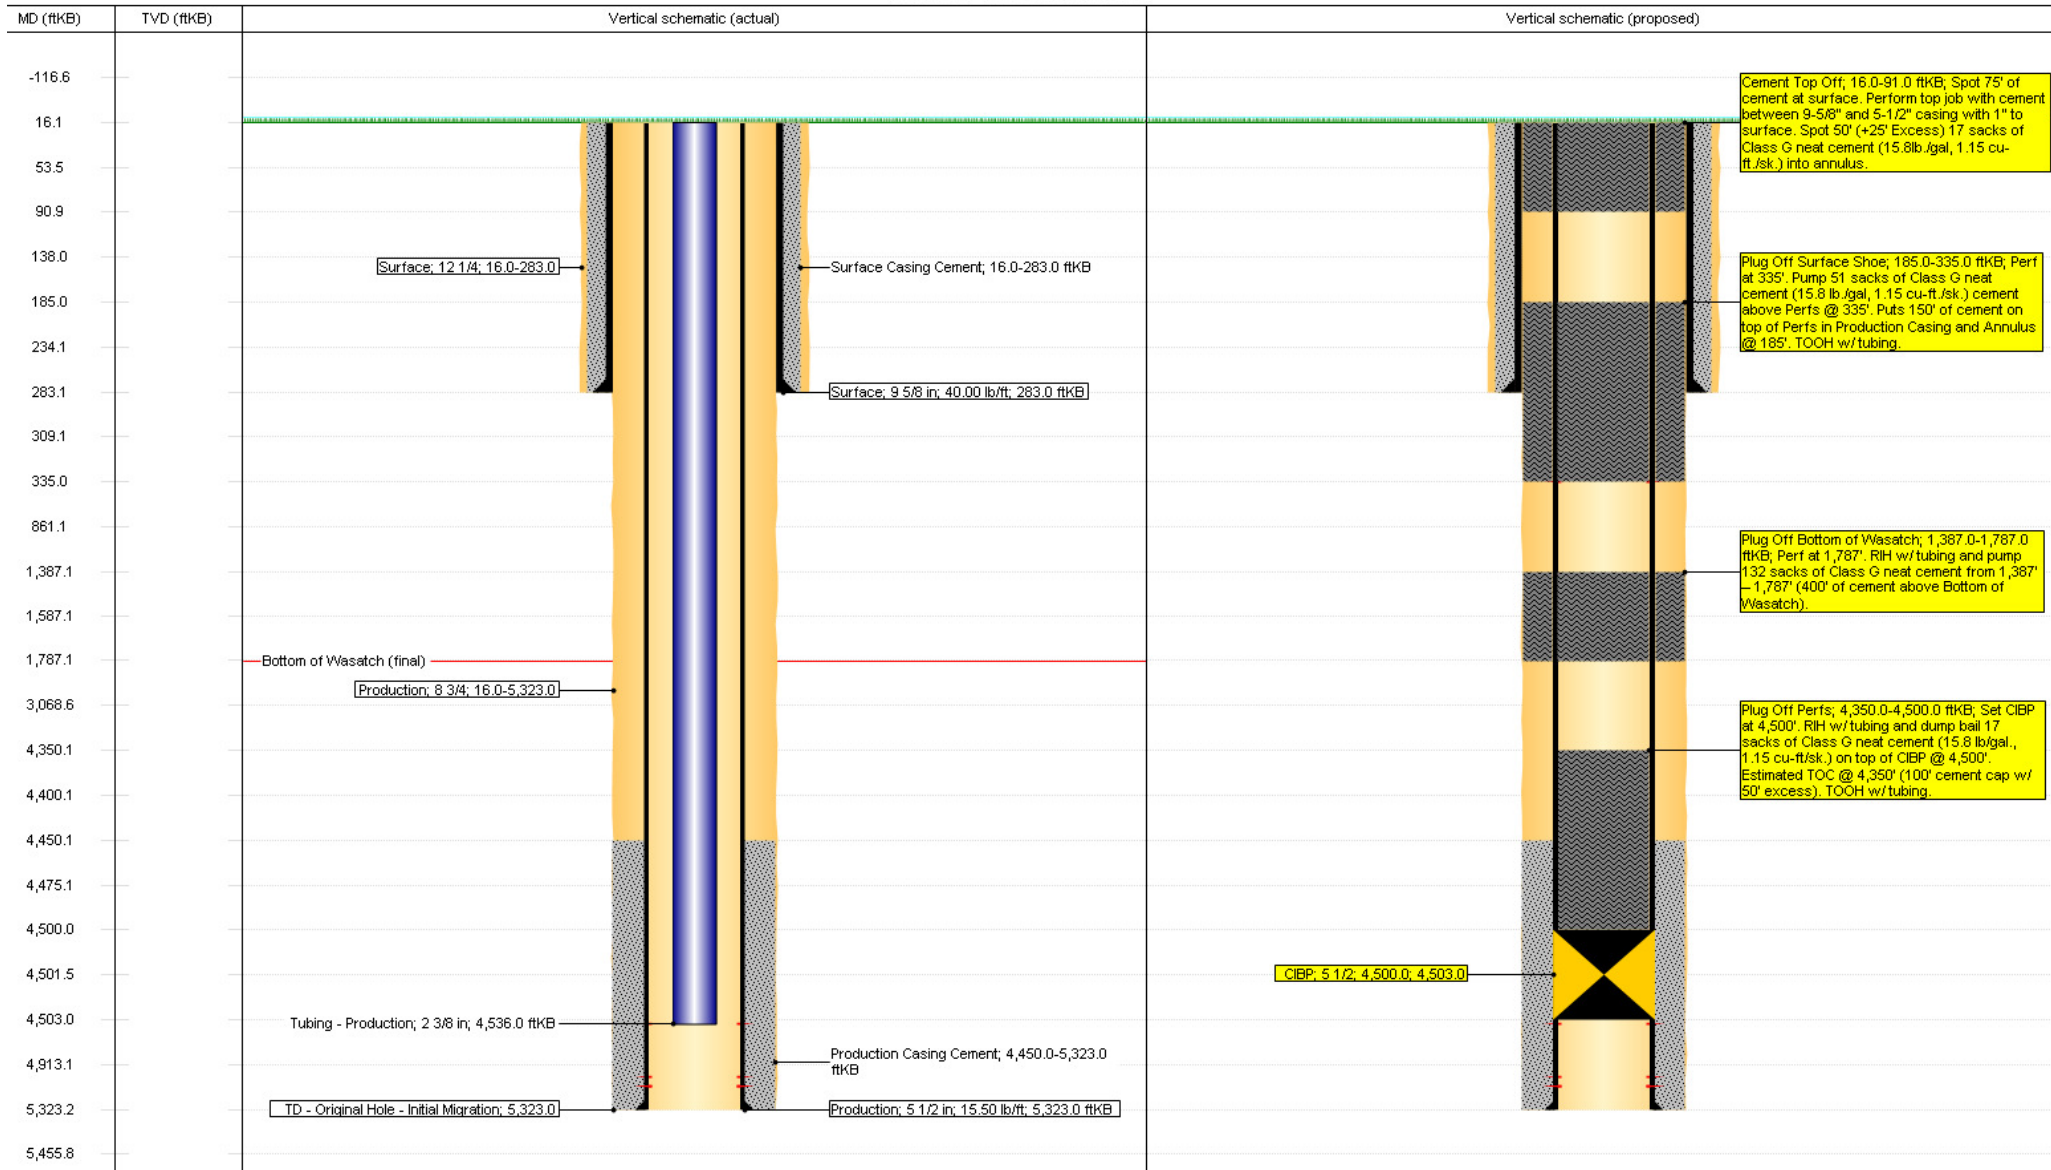 MD (ftKB)
TVD (ftKB)
Vertical schematic (actual)
Vertical schematic (proposed)
-116.6
16.1
53.5
90.9
138.0
185.0
234.1
283.1
309.1
335.0
861.1
1,387.1
1,587.1
1,787.1
3,068.6
4,350.1
4,400.1
4,450.1
4,475.1
4,500.0
4,501.5
4,503.0
4,913.1
5,323.2
5,455.8
Surface; 12 1/4; 16.0-283.0
Surface Casing Cement; 16.0-283.0 ftKB
Surface; 9 5/8 in; 40.00 lb/ft; 283.0 ftKB
Bottom of Wasatch (final)
Production; 8 3/4; 16.0-5,323.0
Tubing - Production; 2 3/8 in; 4,536.0 ftKB
Production Casing Cement; 4,450.0-5,323.0
ftKB
TD - Original Hole - Initial Migration; 5,323.0
Production; 5 1/2 in; 15.50 lb/ft; 5,323.0 ftKB
Cement Top Off; 16.0-91.0 ftKB; Spot 75' of
cement at surface. Perform top job with cement
between 9-5/8" and 5-1/2" casing with 1" to
surface. Spot 50' (+25' Excess) 17 sacks of
Class G neat cement (15.8lb./gal, 1.15 cu-
ft./sk.) into annulus.
Plug Off Surface Shoe; 185.0-335.0 ftKB; Perf
at 335'. Pump 51 sacks of Class G neat
cement (15.8 lb./gal, 1.15 cu-ft./sk.) cement
above Perfs @ 335'. Puts 150' of cement on
top of Perfs in Production Casing and Annulus
@ 185'. TOOH w/ tubing.
Plug Off Bottom of Wasatch; 1,387.0-1,787.0
ftKB; Perf at 1,787'. RIH w/ tubing and pump
132 sacks of Class G neat cement from 1,387'
– 1,787' (400' of cement above Bottom of
Wasatch).
Plug Off Perfs; 4,350.0-4,500.0 ftKB; Set CIBP
at 4,500'. RIH w/ tubing and dump bail 17
sacks of Class G neat cement (15.8 lb/gal.,
1.15 cu-ft/sk.) on top of CIBP @ 4,500'.
Estimated TOC @ 4,350' (100' cement cap w/
50' excess). TOOH w/ tubing.
CIBP; 5 1/2; 4,500.0; 4,503.0